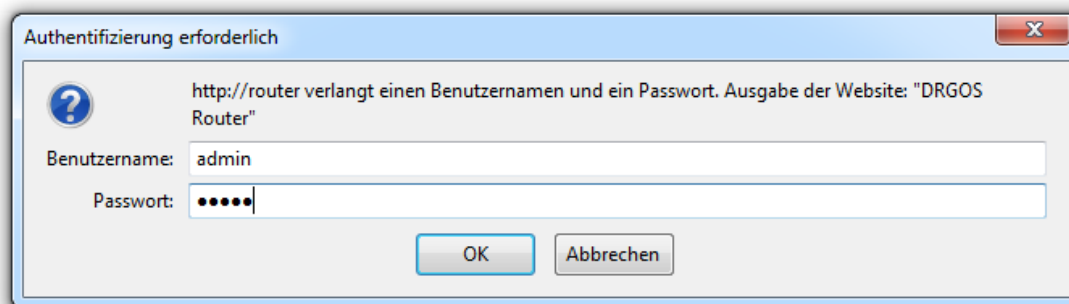 Authentifizierung erforderlich
http://router verlangt einen Benutzernamen und ein Passwort. Ausgabe der Website: "DRGOS
Router"
Benutzername: admin
Passwort: •••••
OK Abbrechen